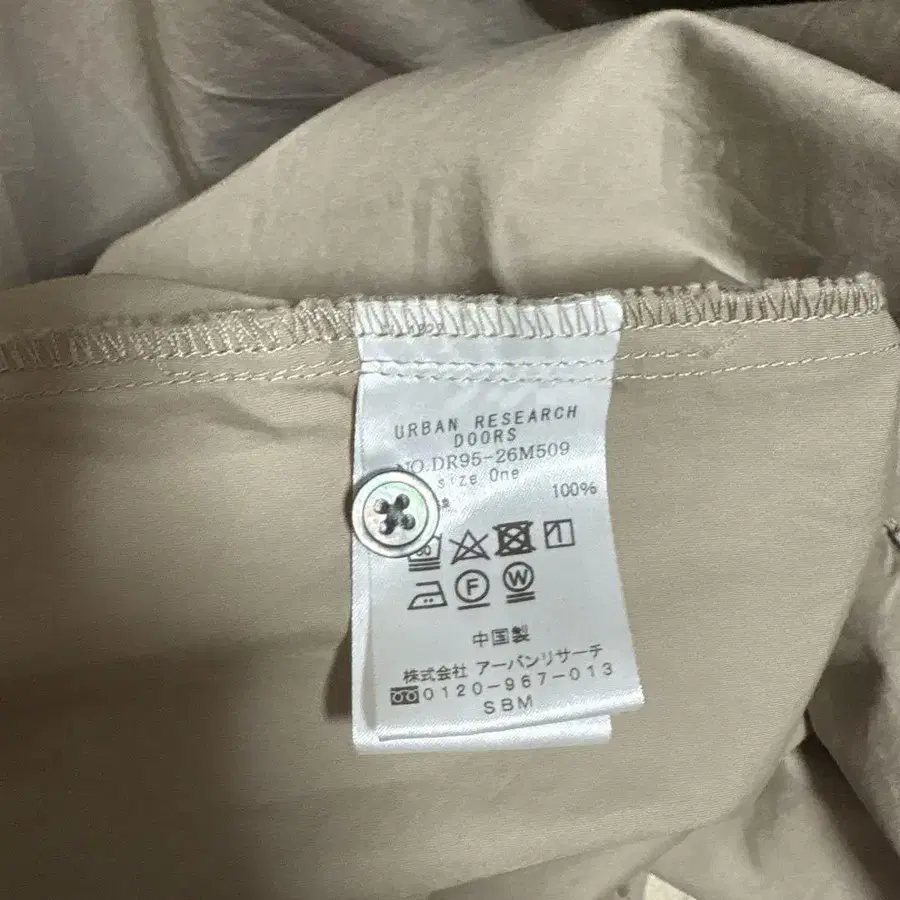 URBAN RESEARCH
DOORS
NO.DR95-26M509
size One
100%
F W
中国製
株式会社 アーバンリサーチ
0120-967-013
SBM